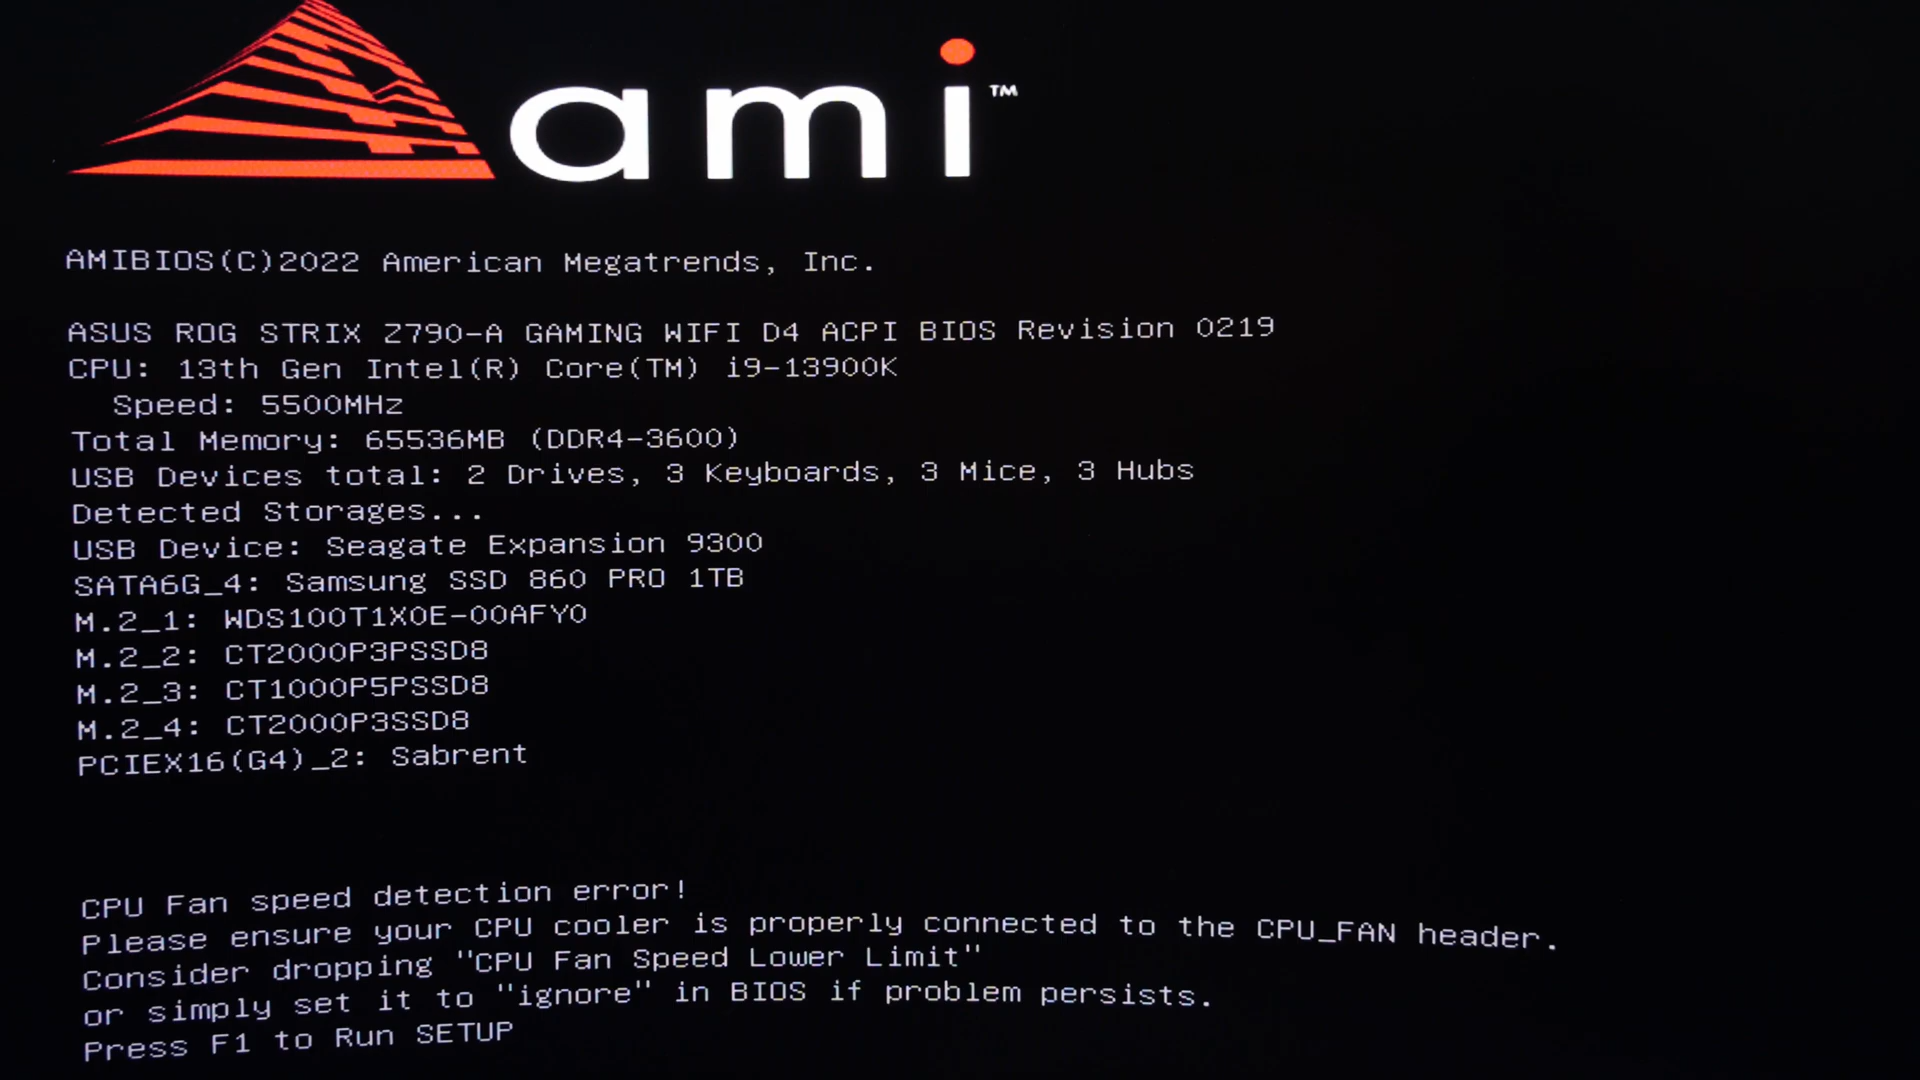 ami™
AMIBIOS(C)2022 American Megatrends, Inc.
ASUS ROG STRIX Z790-A GAMING WIFI D4 ACPI BIOS Revision 0219
CPU: 13th Gen Intel(R) Core(TM) i9-13900K
Speed: 5500MHz
Total Memory: 65536MB (DDR4-3600)
USB Devices total: 2 Drives, 3 Keyboards, 3 Mice, 3 Hubs
Detected Storages...
USB Device: Seagate Expansion 9300
SATA6G_4: Samsung SSD 860 PRO 1TB
M.2_1: WDS100T1X0E-00AFY0
M.2_2: CT2000P3PSSD8
M.2_3: CT1000P5PSSD8
M.2_4: CT2000P3SSD8
PCIEX16(G4)_2: Sabrent
CPU Fan speed detection error!
Please ensure your CPU cooler is properly connected to the CPU_FAN header.
Consider dropping "CPU Fan Speed Lower Limit"
or simply set it to "ignore" in BIOS if problem persists.
Press F1 to Run SETUP